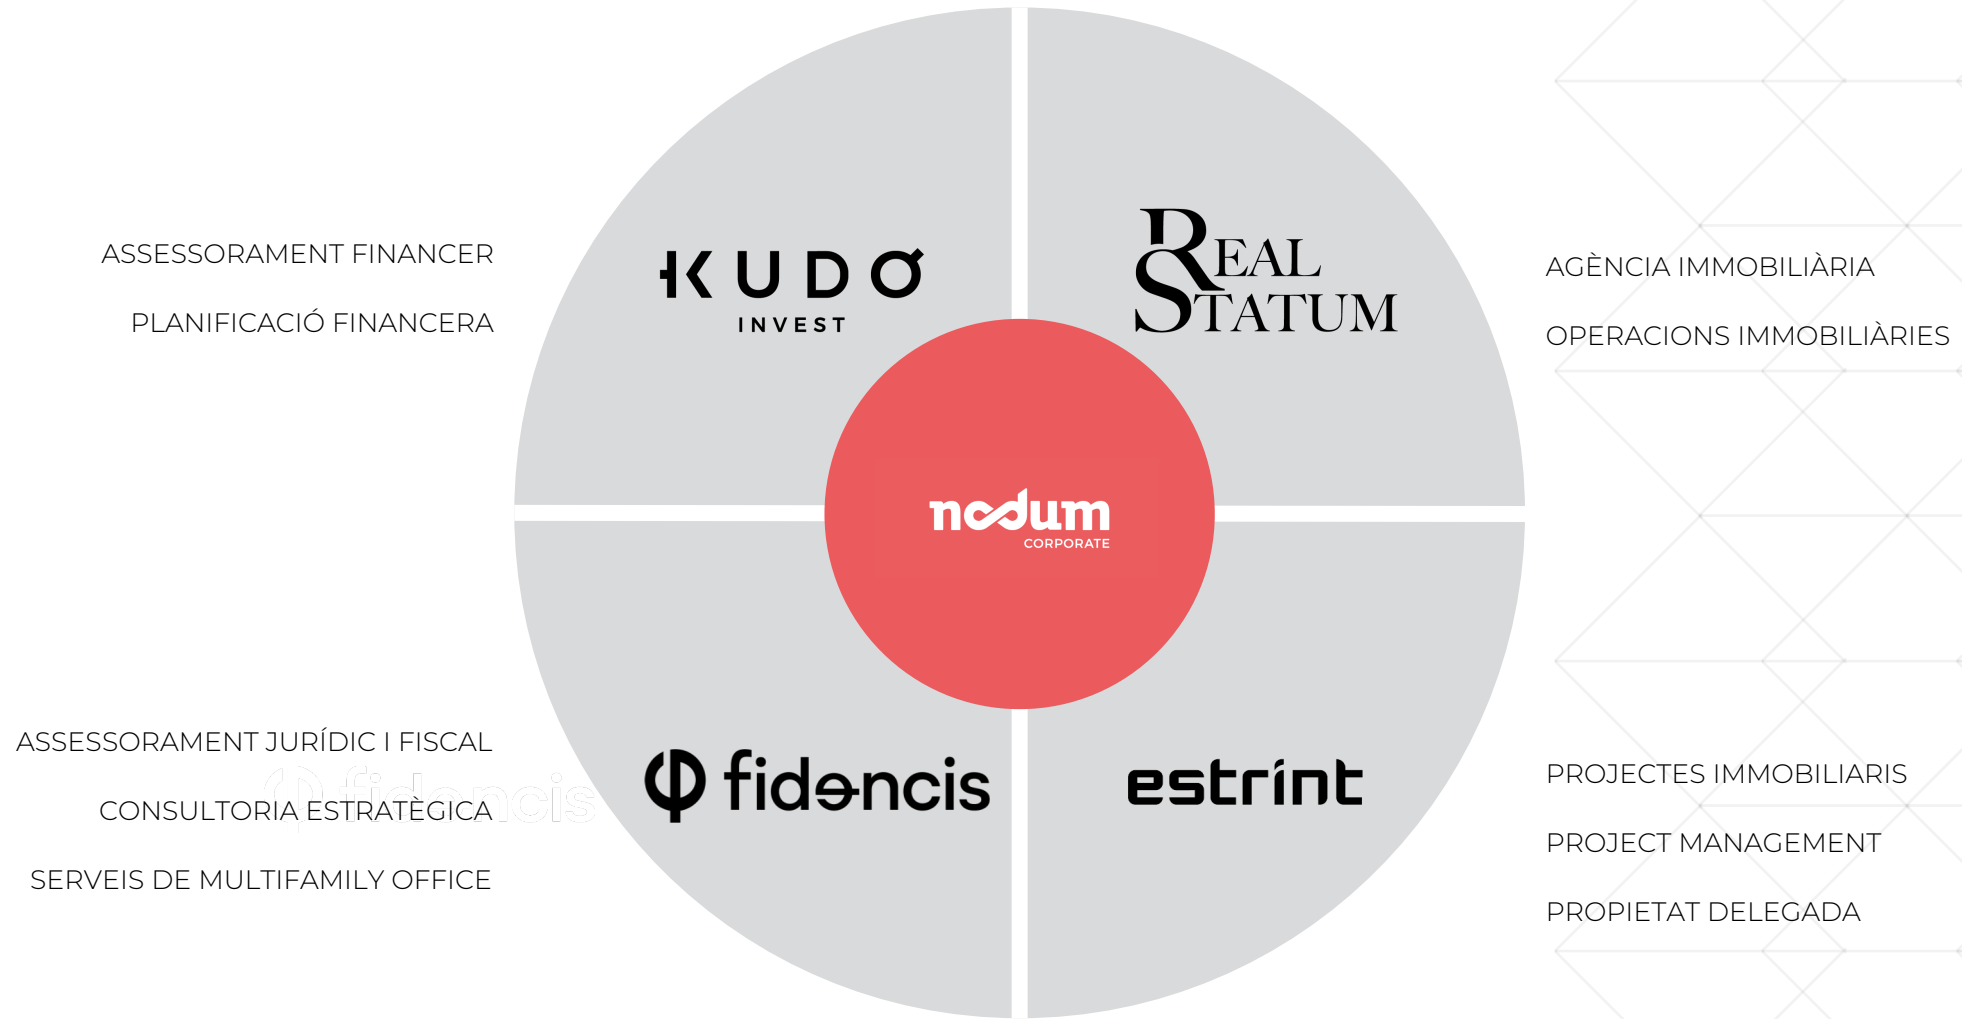 ASSESSORAMENT FINANCER
PLANIFICACIÓ FINANCERA
KUDO
INVEST
REAL
STATUM
AGÈNCIA IMMOBILIÀRIA
OPERACIONS IMMOBILIÀRIES
nodum
CORPORATE
ASSESSORAMENT JURÍDIC I FISCAL
CONSULTORIA ESTRATÈGICA
SERVEIS DE MULTIFAMILY OFFICE
fidencis
fidencis
estrint
PROJECTES IMMOBILIARIS
PROJECT MANAGEMENT
PROPIETAT DELEGADA